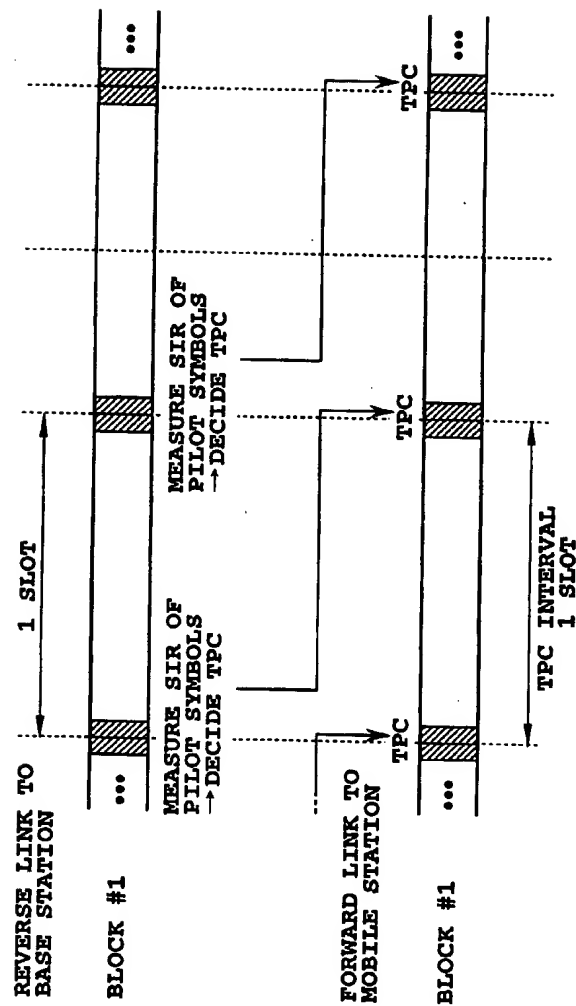 REVERSE LINK TO
BASE STATION
1 SLOT
BLOCK #1
•••
•••
MEASURE SIR OF
PILOT SYMBOLS
→DECIDE TPC
MEASURE SIR OF
PILOT SYMBOLS
→DECIDE TPC
FORWARD LINK TO
MOBILE STATION
TPC
TPC
TPC
BLOCK #1
•••
•••
TPC INTERVAL
1 SLOT